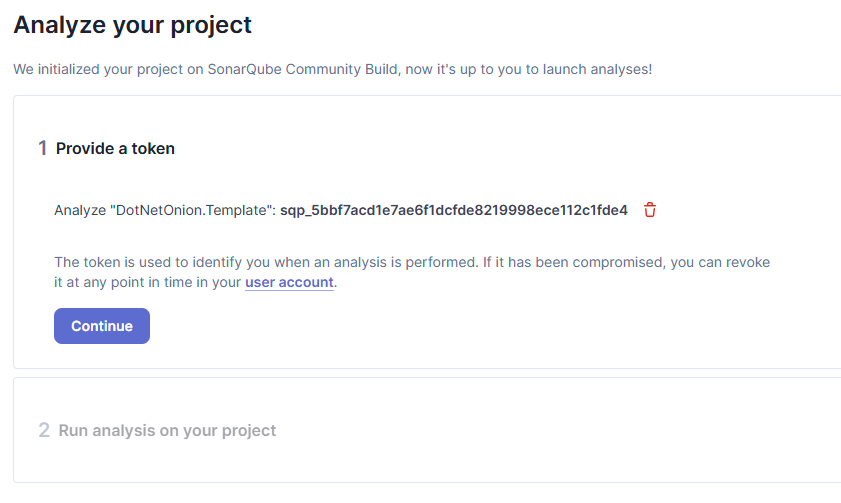 Analyze your project
We initialized your project on SonarQube Community Build, now it's up to you to launch analyses!
1 Provide a token
Analyze "DotNetOnion.Template": sqp_5bbf7acd1e7ae6f1dcfde8219998ece112c1fde4
The token is used to identify you when an analysis is performed. If it has been compromised, you can revoke
it at any point in time in your user account.
Continue
2 Run analysis on your project